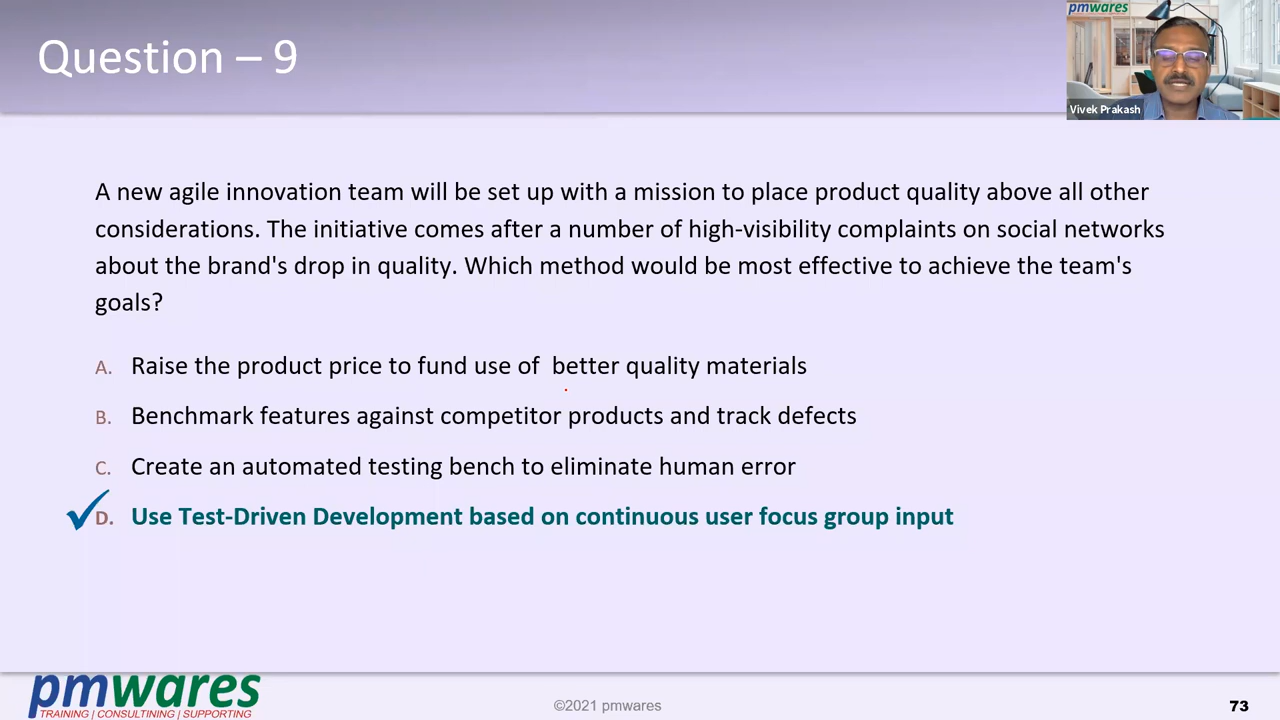 Question – 9
pmwares
Vivek Prakash
A new agile innovation team will be set up with a mission to place product quality above all other
considerations. The initiative comes after a number of high-visibility complaints on social networks
about the brand's drop in quality. Which method would be most effective to achieve the team's
goals?
A. Raise the product price to fund use of  better quality materials
B. Benchmark features against competitor products and track defects
C. Create an automated testing bench to eliminate human error
D. Use Test-Driven Development based on continuous user focus group input
pmwares
TRAINING | CONSULTINING | SUPPORTING
©2021 pmwares
73